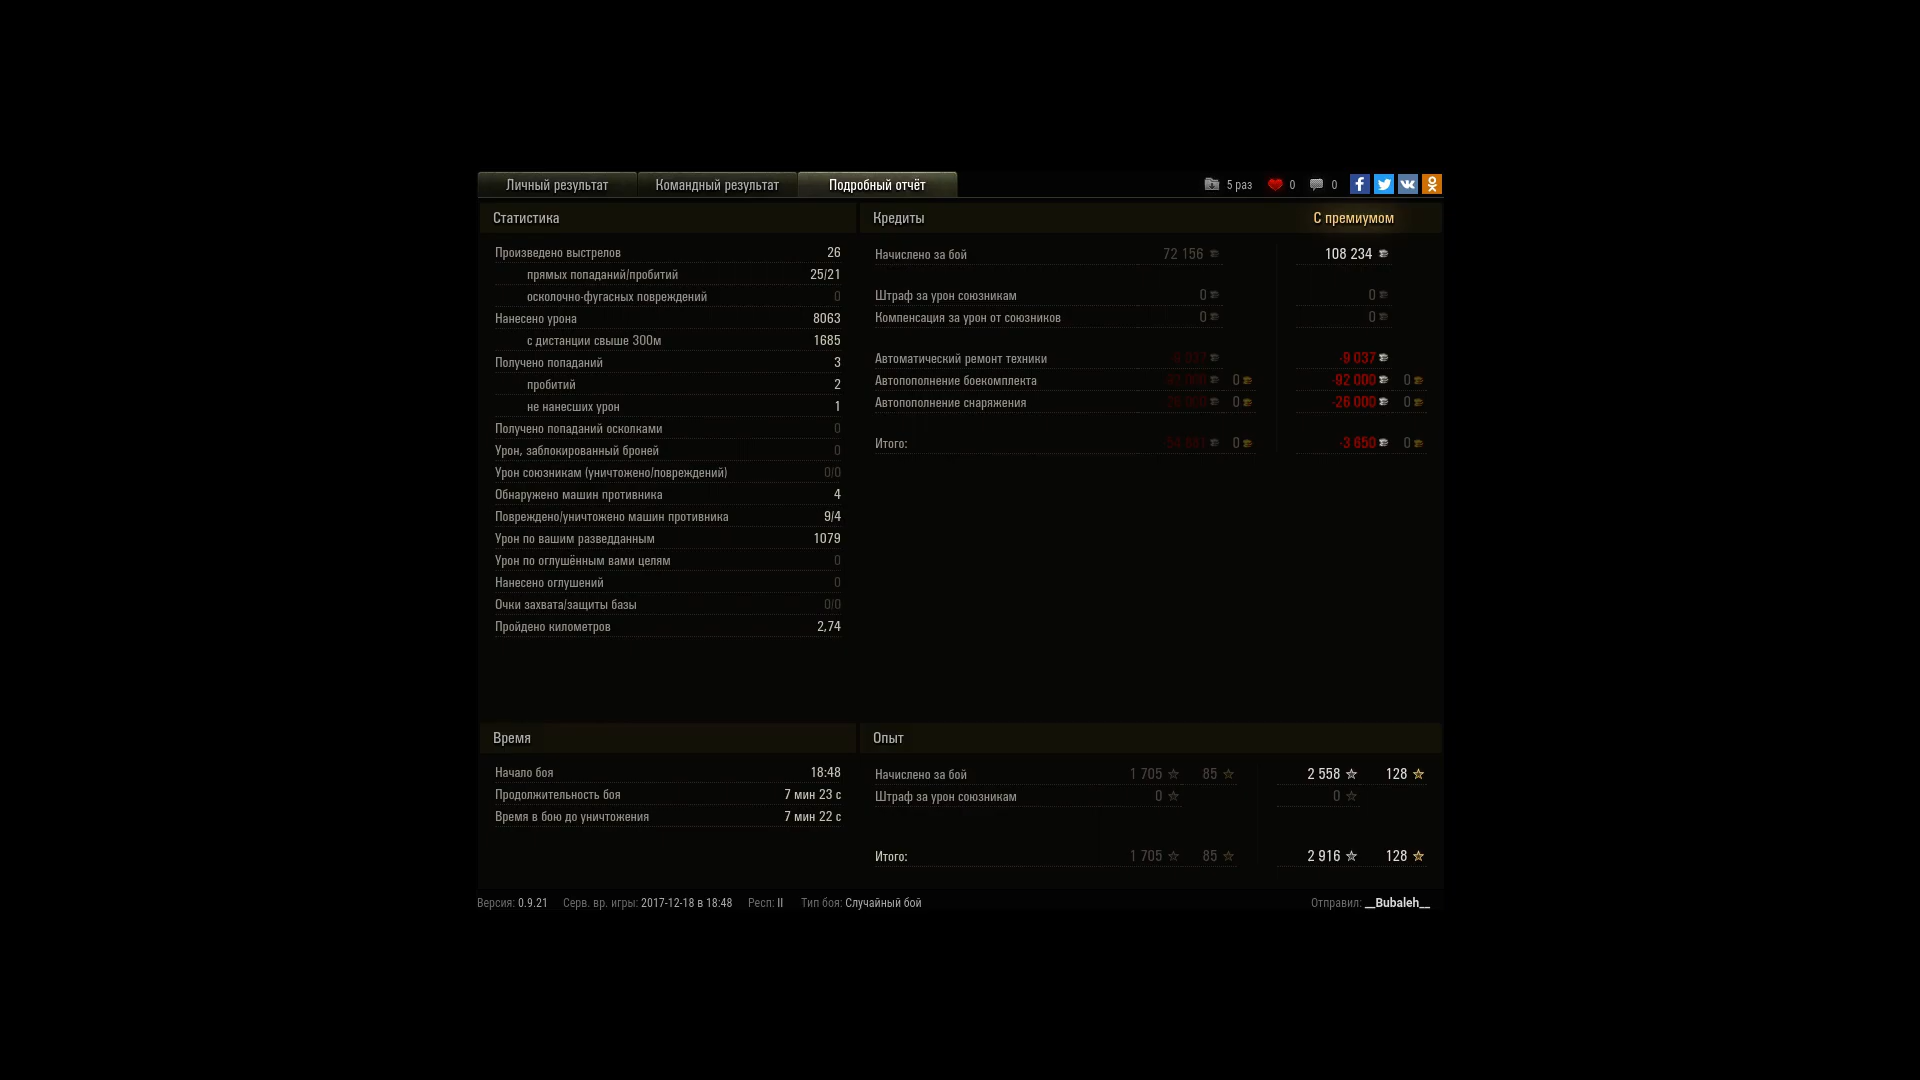 Личный результат Командный результат Подробный отчёт 5 раз 0 0
Статистика
Произведено выстрелов 26
прямых попаданий/пробитий 25/21
осколочно-фугасных повреждений 0
Нанесено урона 8063
с дистанции свыше 300м 1685
Получено попаданий 3
пробитий 2
не нанесших урон 1
Получено попаданий осколками 0
Урон, заблокированный броней 0
Урон союзникам (уничтожено/повреждений) 0/0
Обнаружено машин противника 4
Повреждено/уничтожено машин противника 9/4
Урон по вашим разведданным 1079
Урон по оглушённым вами целям 0
Нанесено оглушений 0
Очки захвата/защиты базы 0/0
Пройдено километров 2,74
Кредиты С премиумом
Начислено за бой 72 156 108 234
Штраф за урон союзникам 0 0
Компенсация за урон от союзников 0 0
Автоматический ремонт техники -9 037
Автопополнение боекомплекта 0 -92 000 0
Автопополнение снаряжения 0 -26 000 0
Итого: 0 -3 650 0
Время
Начало боя 18:48
Продолжительность боя 7 мин 23 с
Время в бою до уничтожения 7 мин 22 с
Опыт
Начислено за бой 1 705 85 2 558 128
Штраф за урон союзникам 0 0
Итого: 1 705 85 2 916 128
Версия: 0.9.21 Серв. вр. игры: 2017-12-18 в 18:48 Респ: II Тип боя: Случайный бой Отправил: __Bubaleh__